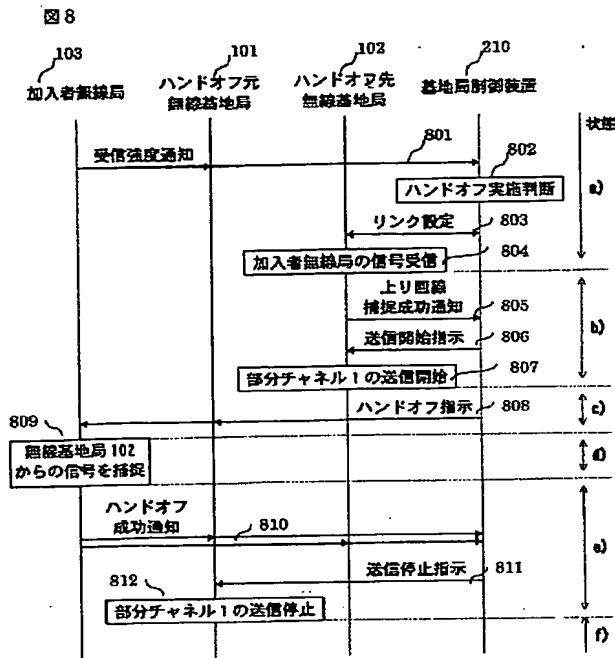 図8
103
101
102
210
加入者無線局
ハンドオフ元
無線基地局
ハンドオフ先
無線基地局
基地局制御装置
状態
受信強度通知
801
802
ハンドオフ実施判断
a)
リンク設定
803
804
加入者無線局の信号受信
上り回線
捕捉成功通知
805
送信開始指示
806
b)
807
部分チャネル1の送信開始
ハンドオフ指示
808
c)
809
無線基地局102
からの信号を捕捉
d)
ハンドオフ
成功通知
810
e)
送信停止指示
811
812
部分チャネル1の送信停止
f)